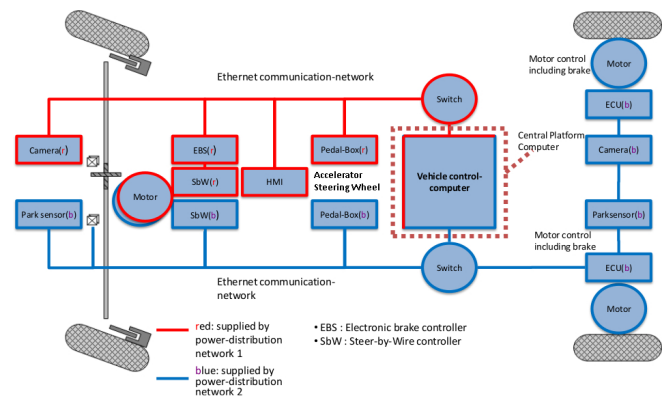 Motor
Motor control
including brake
ECU(b)
Ethernet communication-network
Switch
Central Platform
Computer
Camera(r)
EBS(r)
Pedal-Box(r)
Camera(b)
Motor
SbW(r)
HMI
Accelerator
Steering Wheel
Vehicle control-
computer
Park sensor(b)
SbW(b)
Pedal-Box(b)
Parksensor(b)
Motor control
including brake
Switch
ECU(b)
Ethernet communication-
network
Motor
red: supplied by
power-distribution
network 1
• EBS : Electronic brake controller
• SbW : Steer-by-Wire controller
blue: supplied by
power-distribution
network 2